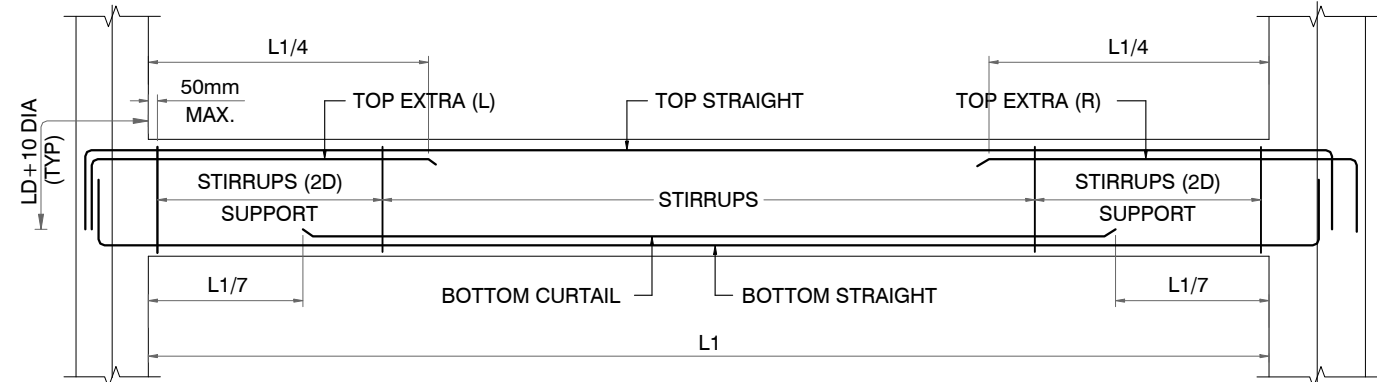 L1/4
L1/4
50mm
MAX.
TOP EXTRA (L)
TOP STRAIGHT
TOP EXTRA (R)
LD+10 DIA
(TYP)
STIRRUPS (2D)
SUPPORT
STIRRUPS
STIRRUPS (2D)
SUPPORT
L1/7
BOTTOM CURTAIL
BOTTOM STRAIGHT
L1/7
L1